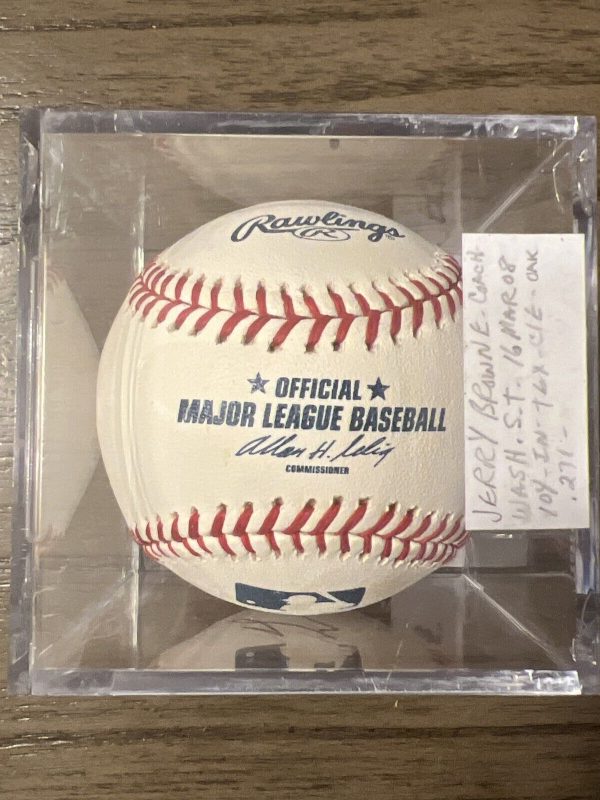 Rawlings
R
OFFICIAL
MAJOR LEAGUE BASEBALL
Allan H. Selig
COMMISSIONER
JERRY BROWNE-COACH
WASH. S.T. 16 MAR 08
10Y-IN-TEX-CLE-OAK
.271-